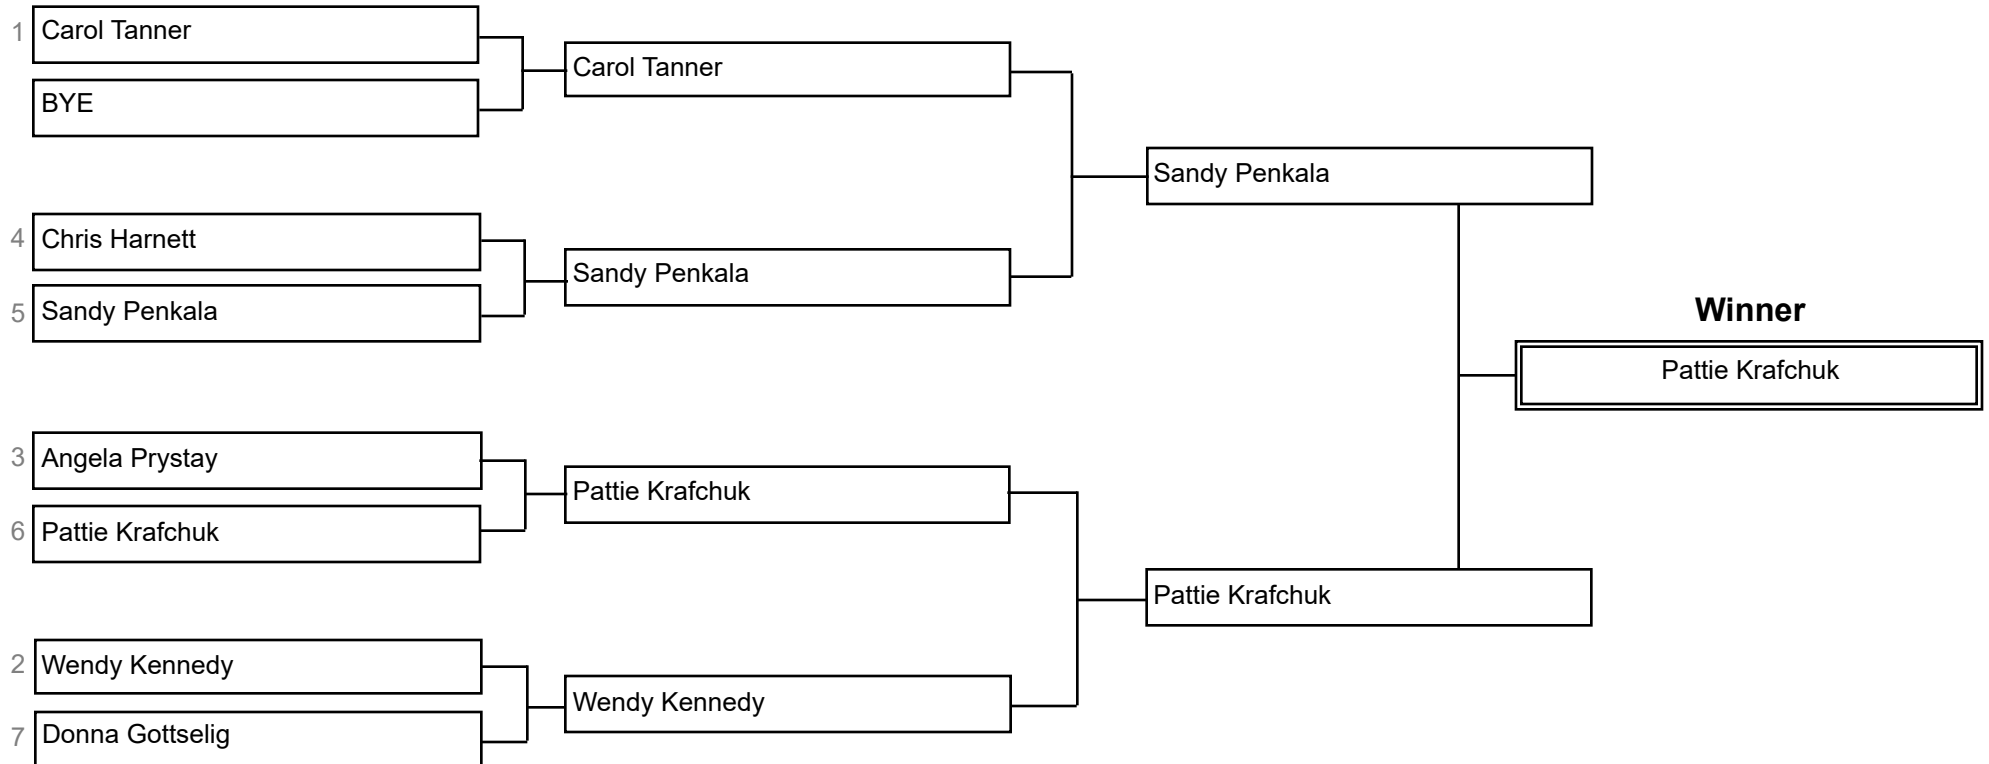 1 Carol Tanner
BYE
4 Chris Harnett
5 Sandy Penkala
3 Angela Prystay
6 Pattie Krafchuk
2 Wendy Kennedy
7 Donna Gottselig
Carol Tanner
Sandy Penkala
Pattie Krafchuk
Wendy Kennedy
Sandy Penkala
Pattie Krafchuk
Winner
Pattie Krafchuk